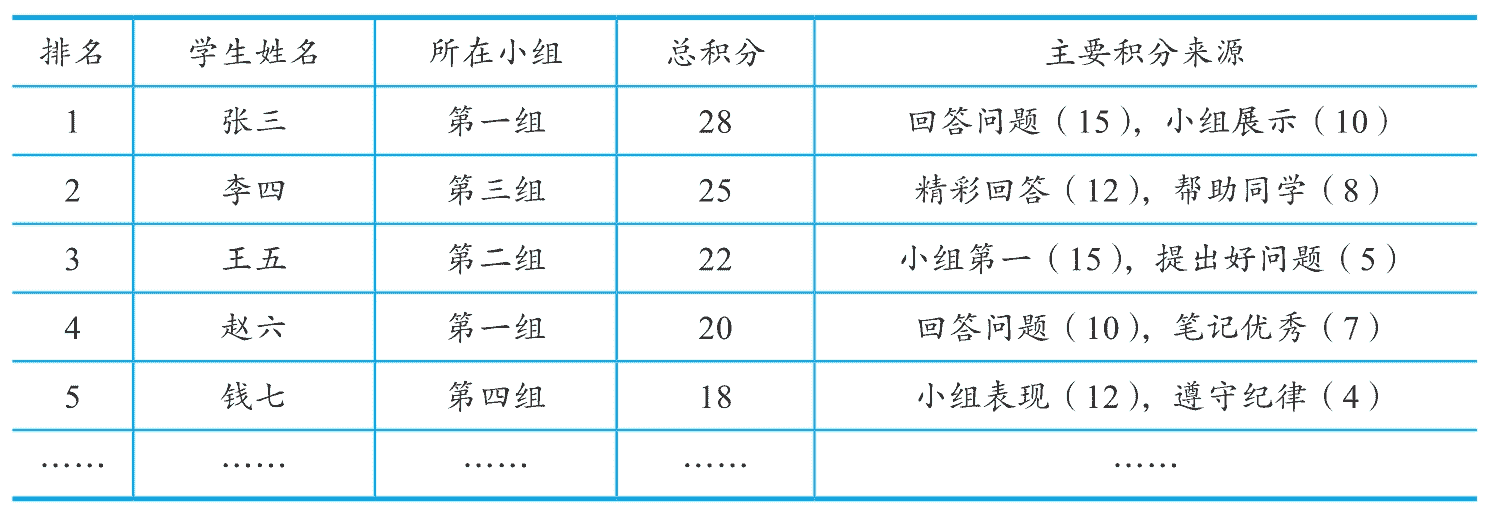 排名 学生姓名 所在小组 总积分 主要积分来源
1 张三 第一组 28 回答问题（15），小组展示（10）
2 李四 第三组 25 精彩回答（12），帮助同学（8）
3 王五 第二组 22 小组第一（15），提出好问题（5）
4 赵六 第一组 20 回答问题（10），笔记优秀（7）
5 钱七 第四组 18 小组表现（12），遵守纪律（4）
…… …… …… …… ……